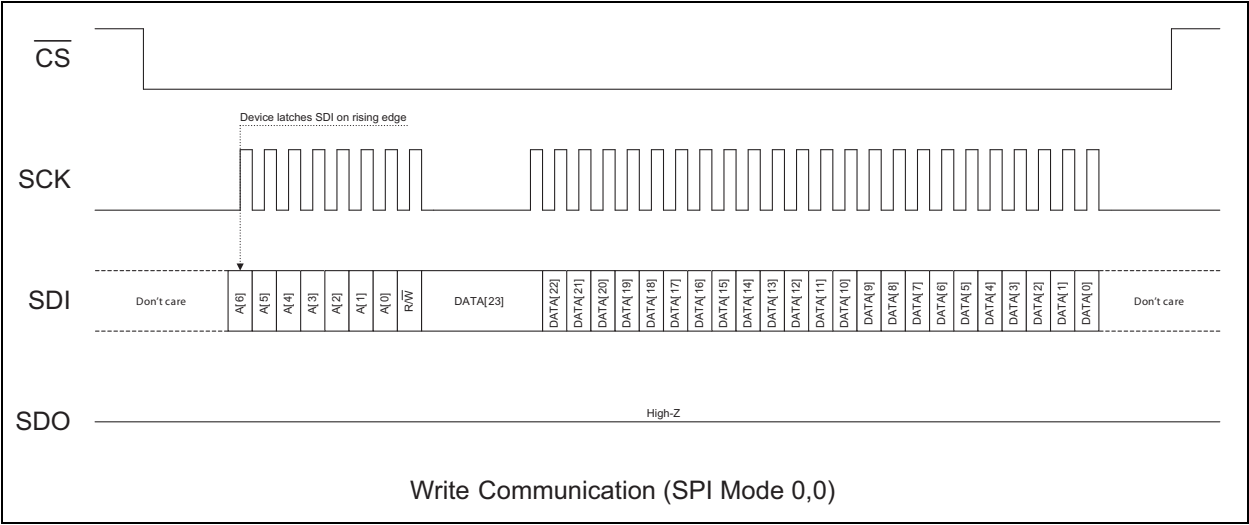 CS
Device latches SDI on rising edge
SCK
SDI
Don't care
A[6]
A[5]
A[4]
A[3]
A[2]
A[1]
A[0]
R/W
DATA[23]
DATA[22]
DATA[21]
DATA[20]
DATA[19]
DATA[18]
DATA[17]
DATA[16]
DATA[15]
DATA[14]
DATA[13]
DATA[12]
DATA[11]
DATA[10]
DATA[9]
DATA[8]
DATA[7]
DATA[6]
DATA[5]
DATA[4]
DATA[3]
DATA[2]
DATA[1]
DATA[0]
Don't care
SDO
High-Z
Write Communication (SPI Mode 0,0)